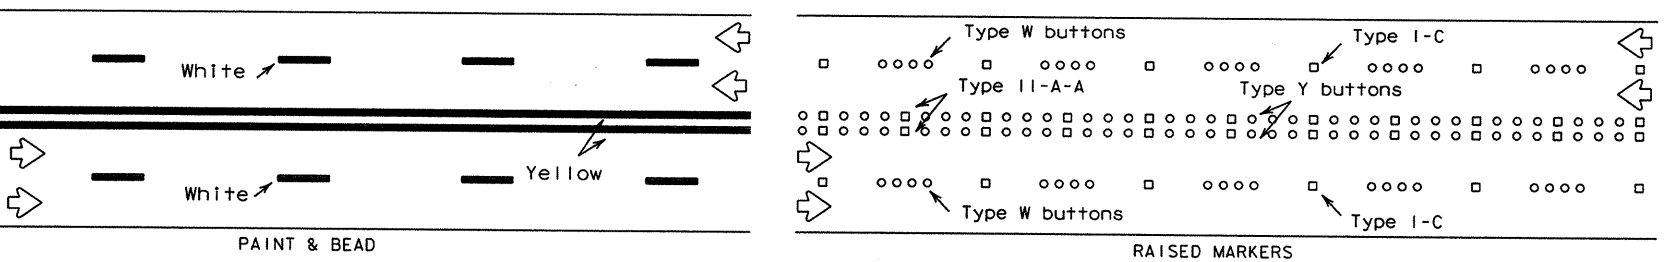 White
White
Yellow
PAINT & BEAD
Type W buttons
Type I-C
Type II-A-A
Type Y buttons
Type W buttons
Type I-C
RAISED MARKERS